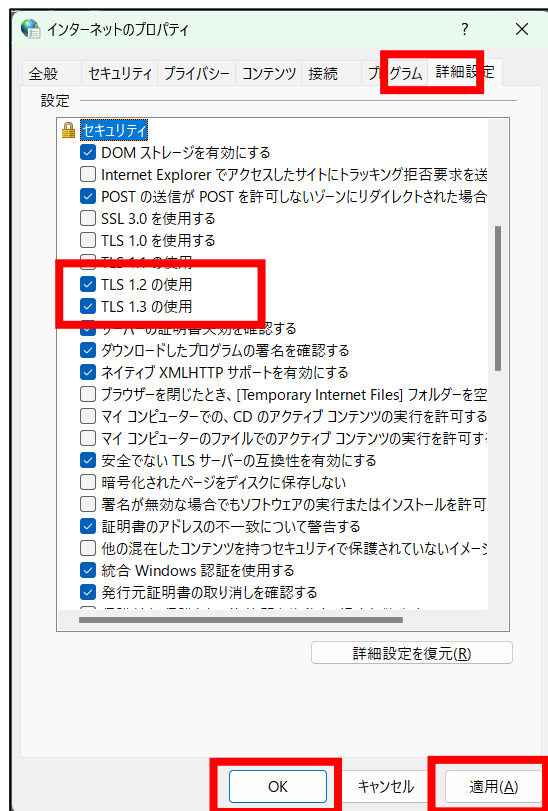 インターネットのプロパティ
?
×
全般
セキュリティ
プライバシー
コンテンツ
接続
プログラム
詳細設定
設定
セキュリティ
DOM ストレージを有効にする
Internet Explorer でアクセスしたサイトにトラッキング拒否要求を送
POST の送信が POST を許可しないゾーンにリダイレクトされた場合
SSL 3.0 を使用する
TLS 1.0 を使用する
TLS 1.1 の使用
TLS 1.2 の使用
TLS 1.3 の使用
サーバーの証明書失効を確認する
ダウンロードしたプログラムの署名を確認する
ネイティブ XMLHTTP サポートを有効にする
ブラウザーを閉じたとき、[Temporary Internet Files] フォルダーを空
マイ コンピューターでの、CD のアクティブ コンテンツの実行を許可する
マイ コンピューターのファイルでのアクティブ コンテンツの実行を許可す
安全でない TLS サーバーの互換性を有効にする
暗号化されたページをディスクに保存しない
署名が無効な場合でもソフトウェアの実行またはインストールを許可
証明書のアドレスの不一致について警告する
他の混在したコンテンツを持つセキュリティで保護されていないイメージ
統合 Windows 認証を使用する
発行元証明書の取り消しを確認する
詳細設定を復元(R)
OK
キャンセル
適用(A)